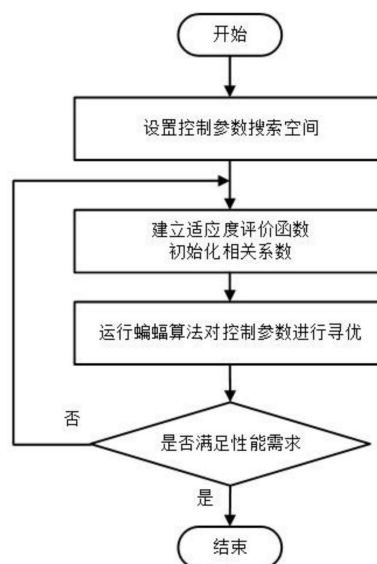 开始
设置控制参数搜索空间
建立适应度评价函数
初始化相关系数
运行蝙蝠算法对控制参数进行寻优
否
是否满足性能需求
是
结束